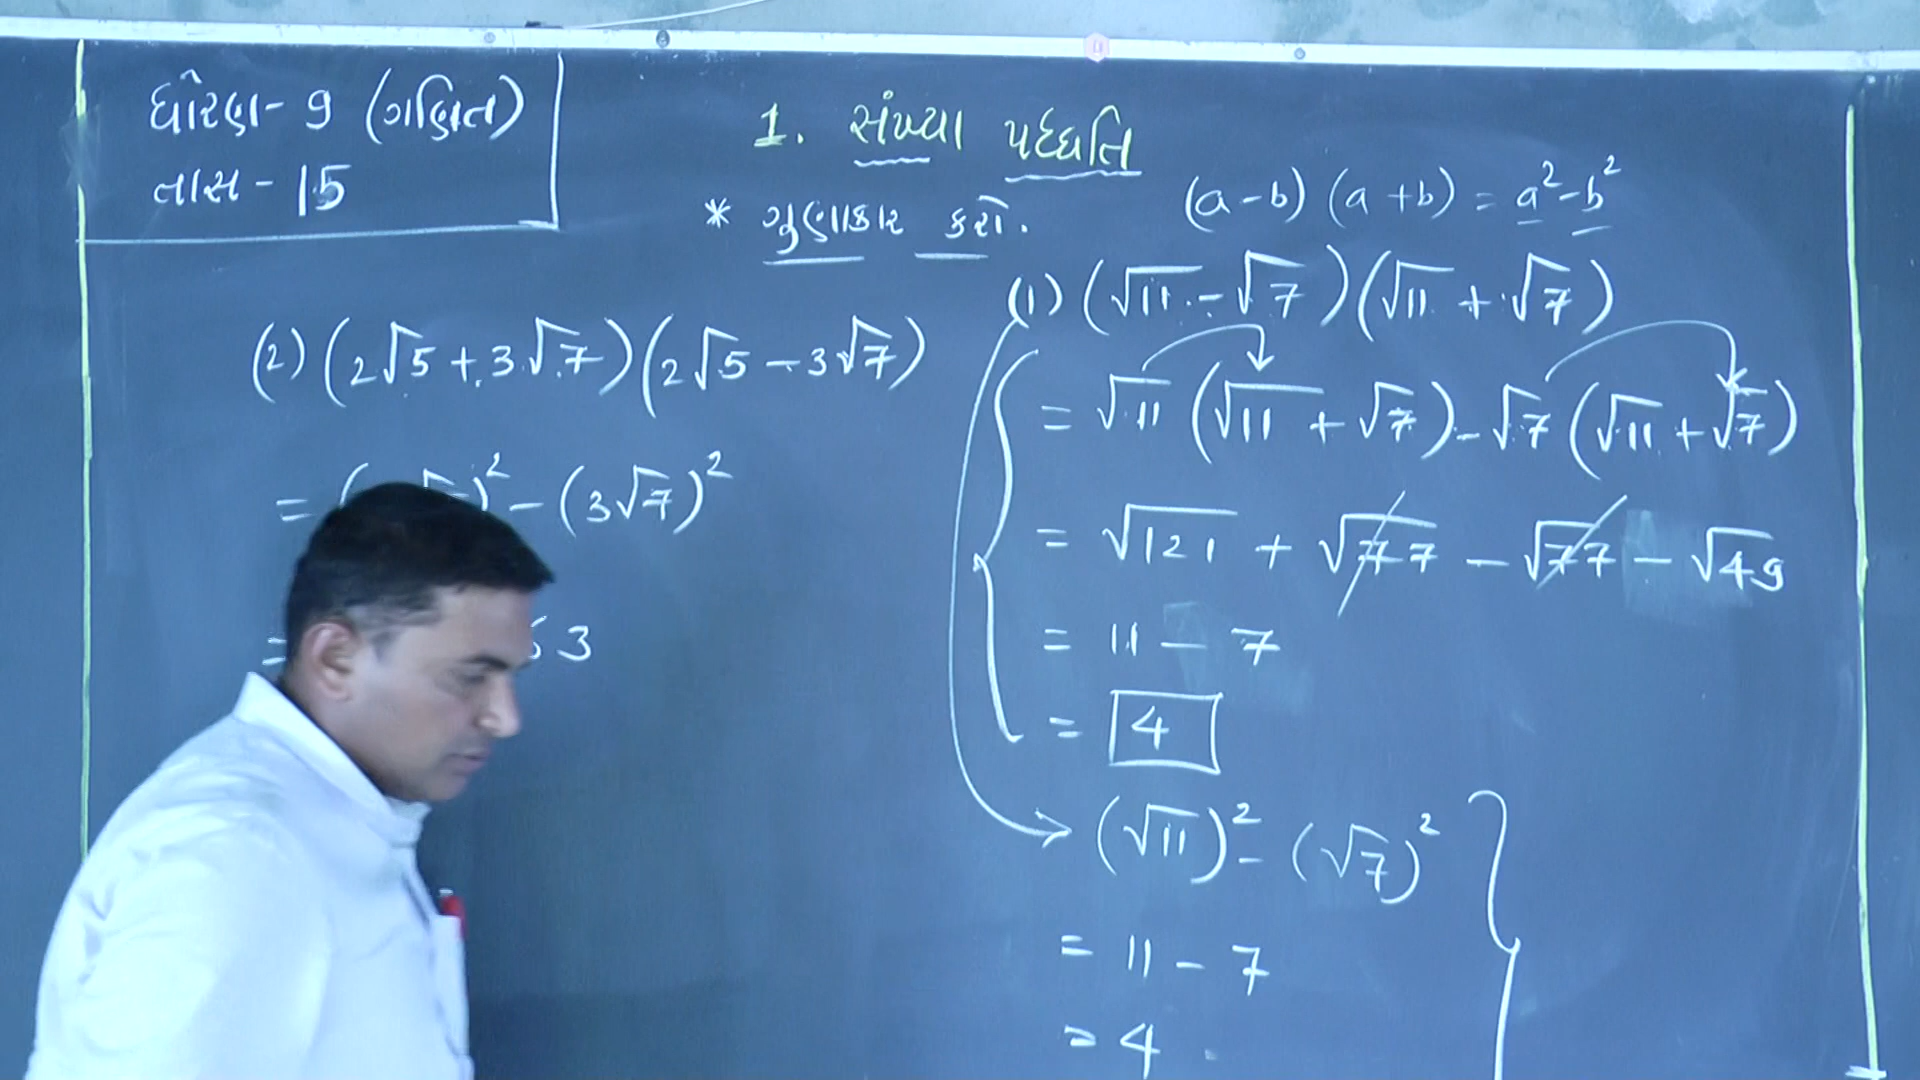 ધોરણ- 9 (ગણિત)
તાસ - 15
1. સંખ્યા પદ્ધતિ
* ગુણાકાર કરો.
(a-b) (a+b) = a²-b²
(1) (√11 - √7)(√11 + √7)
= √11 (√11 + √7) - √7 (√11 + √7)
= √121 + √77 - √77 - √49
= 11 - 7
= 4
(√11)² - (√7)²
= 11 - 7
= 4
(2) (2√5 + 3√7)(2√5 - 3√7)
= ( )² - (3√7)²
= 63